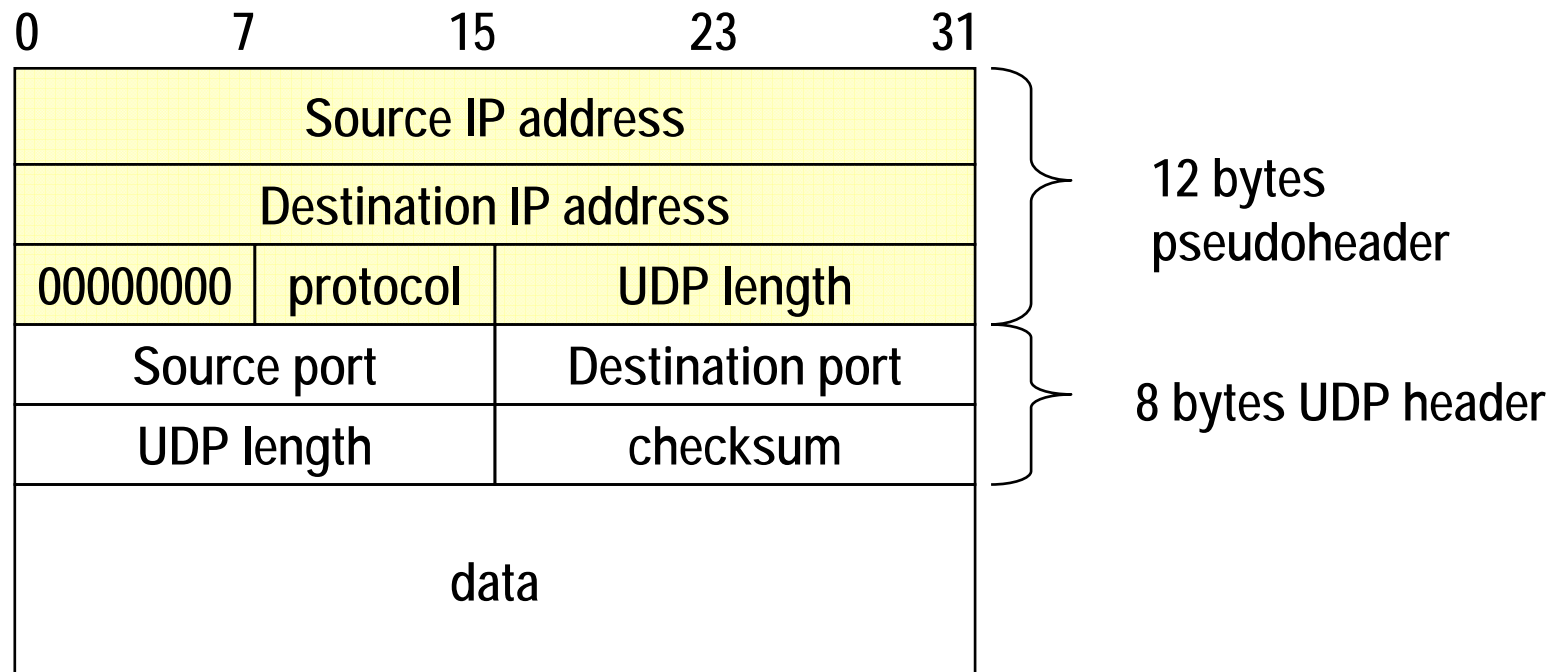 0 7 15 23 31
Source IP address
Destination IP address
00000000 protocol UDP length
12 bytes
pseudoheader
Source port Destination port
UDP length checksum
8 bytes UDP header
data